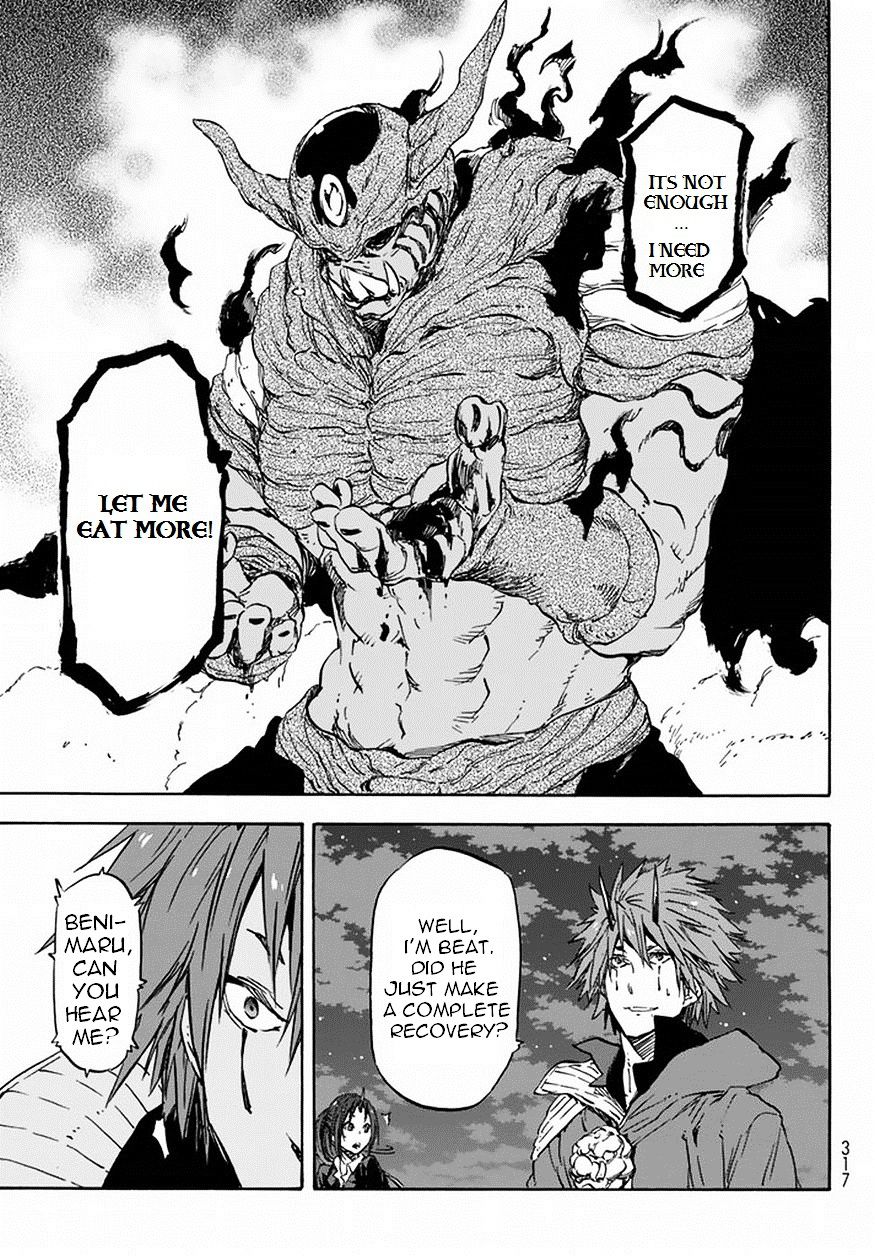 ITS NOT
ENOUGH
...
I NEED
MORE
LET ME
EAT MORE!
WELL,
I'M BEAT.
DID HE
JUST MAKE
A COMPLETE
RECOVERY?
BENI-
MARU,
CAN
YOU
HEAR
ME?
317